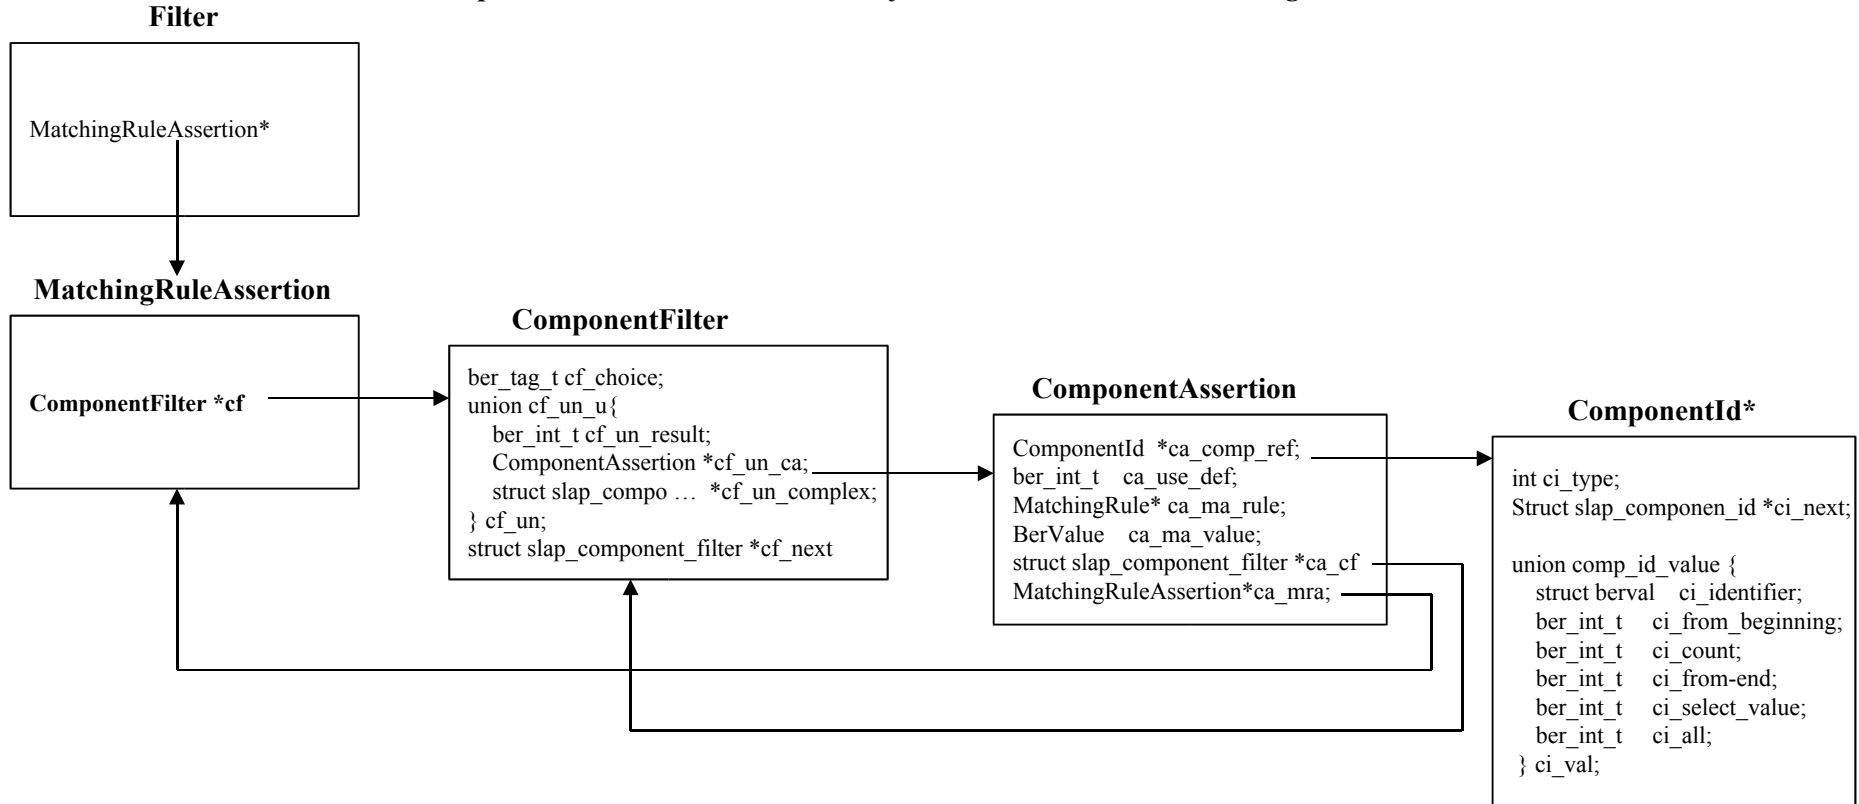 Filter
MatchingRuleAssertion*
MatchingRuleAssertion
ComponentFilter *cf
ComponentFilter
ber_tag_t cf_choice;
union cf_un_u{
ber_int_t cf_un_result;
ComponentAssertion *cf_un_ca;
struct slap_compo … *cf_un_complex;
} cf_un;
struct slap_component_filter *cf_next
ComponentAssertion
ComponentId *ca_comp_ref;
ber_int_t ca_use_def;
MatchingRule* ca_ma_rule;
BerValue ca_ma_value;
struct slap_component_filter *ca_cf
MatchingRuleAssertion*ca_mra;
ComponentId*
int ci_type;
Struct slap_componen_id *ci_next;
union comp_id_value {
struct berval ci_identifier;
ber_int_t ci_from_beginning;
ber_int_t ci_count;
ber_int_t ci_from-end;
ber_int_t ci_select_value;
ber_int_t ci_all;
} ci_val;